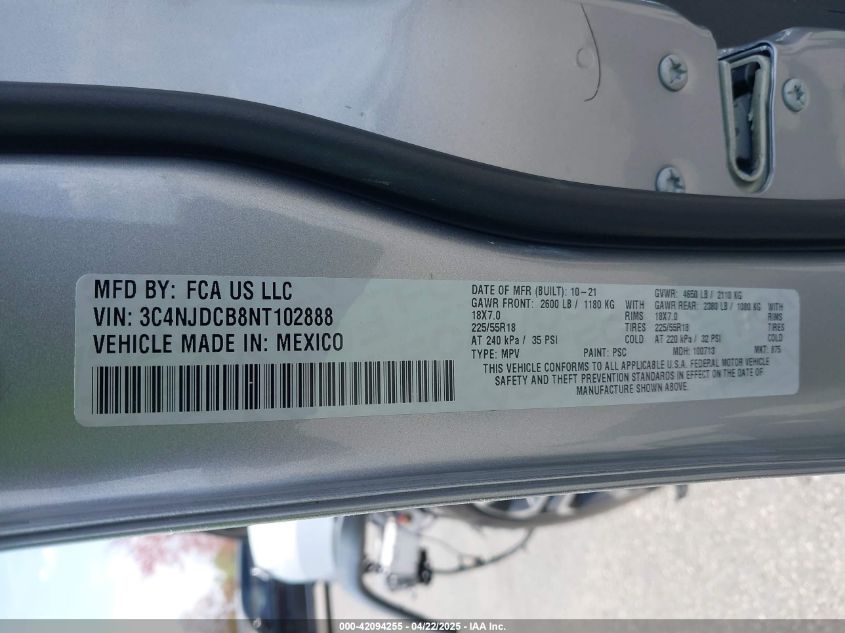 MFD BY: FCA US LLC
VIN: 3C4NJDCB8NT102888
VEHICLE MADE IN: MEXICO
DATE OF MFR (BUILT): 10-21
GVWR: 4650 LB / 2110 KG
GAWR FRONT: 2600 LB / 1180 KG WITH
GAWR REAR: 2380 LB / 1080 KG WITH
18X7.0 RIMS
18X7.0 RIMS
225/55R18 TIRES
225/55R18 TIRES
AT 240 kPa / 35 PSI COLD
AT 220 kPa / 32 PSI COLD
TYPE: MPV PAINT: PSC MDH: 100713 MKT: 875
THIS VEHICLE CONFORMS TO ALL APPLICABLE U.S.A. FEDERAL MOTOR VEHICLE
SAFETY AND THEFT PREVENTION STANDARDS IN EFFECT ON THE DATE OF
MANUFACTURE SHOWN ABOVE.
000-42094255 - 04/22/2025 - IAA Inc.